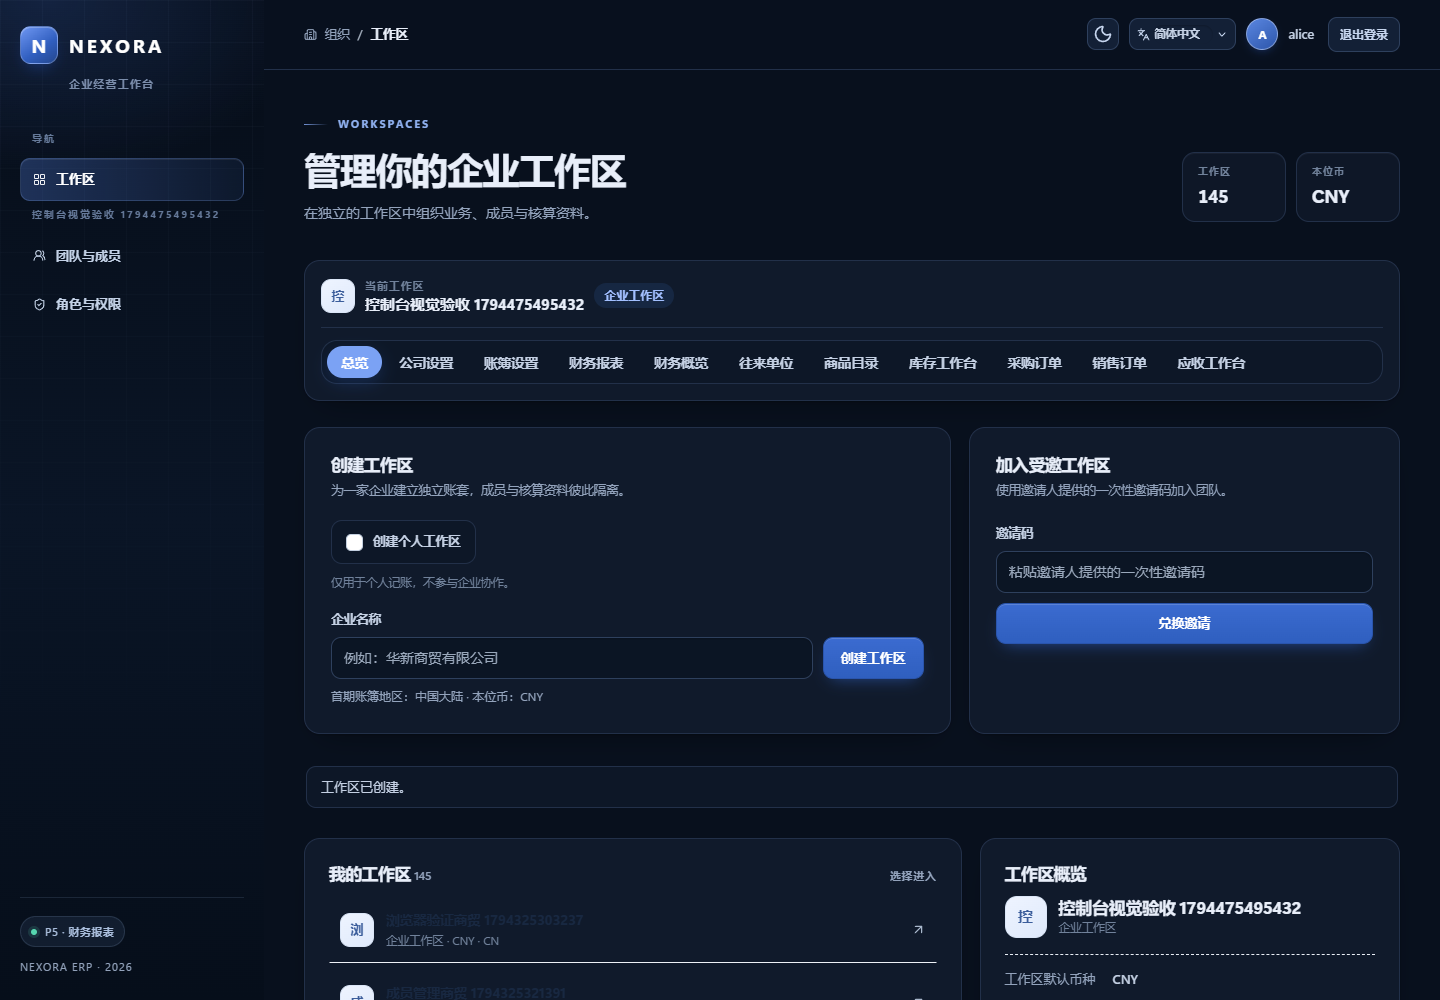 N NEXORA
企业经营工作台
导航
工作区
控制台视觉验收 1794475495432
团队与成员
角色与权限
P5 · 财务报表
NEXORA ERP · 2026
组织 / 工作区
简体中文
A alice
退出登录
WORKSPACES
管理你的企业工作区
在独立的工作区中组织业务、成员与核算资料。
工作区
145
本位币
CNY
控
当前工作区
控制台视觉验收 1794475495432
企业工作区
总览 公司设置 账簿设置 财务报表 财务概览 往来单位 商品目录 库存工作台 采购订单 销售订单 应收工作台
创建工作区
为一家企业建立独立账套，成员与核算资料彼此隔离。
创建个人工作区
仅用于个人记账，不参与企业协作。
企业名称
例如：华新商贸有限公司
创建工作区
首期账簿地区：中国大陆 · 本位币：CNY
加入受邀工作区
使用邀请人提供的一次性邀请码加入团队。
邀请码
粘贴邀请人提供的一次性邀请码
兑换邀请
工作区已创建。
我的工作区 145
选择进入
浏
浏览器验证商贸 1794325303237
企业工作区 · CNY · CN
成员管理商贸 1794325321391
工作区概览
控
控制台视觉验收 1794475495432
企业工作区
工作区默认币种 CNY